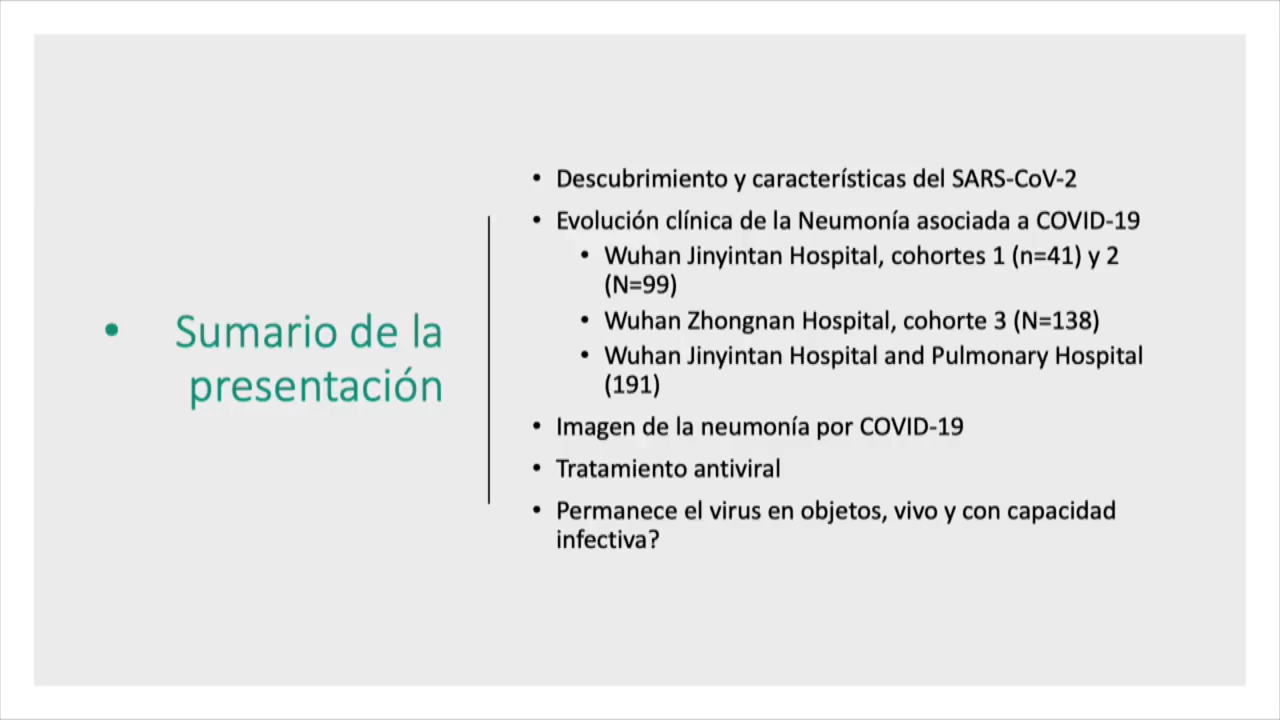 • Sumario de la
presentación
• Descubrimiento y características del SARS-CoV-2
• Evolución clínica de la Neumonía asociada a COVID-19
• Wuhan Jinyintan Hospital, cohortes 1 (n=41) y 2
(N=99)
• Wuhan Zhongnan Hospital, cohorte 3 (N=138)
• Wuhan Jinyintan Hospital and Pulmonary Hospital
(191)
• Imagen de la neumonía por COVID-19
• Tratamiento antiviral
• Permanece el virus en objetos, vivo y con capacidad
infectiva?